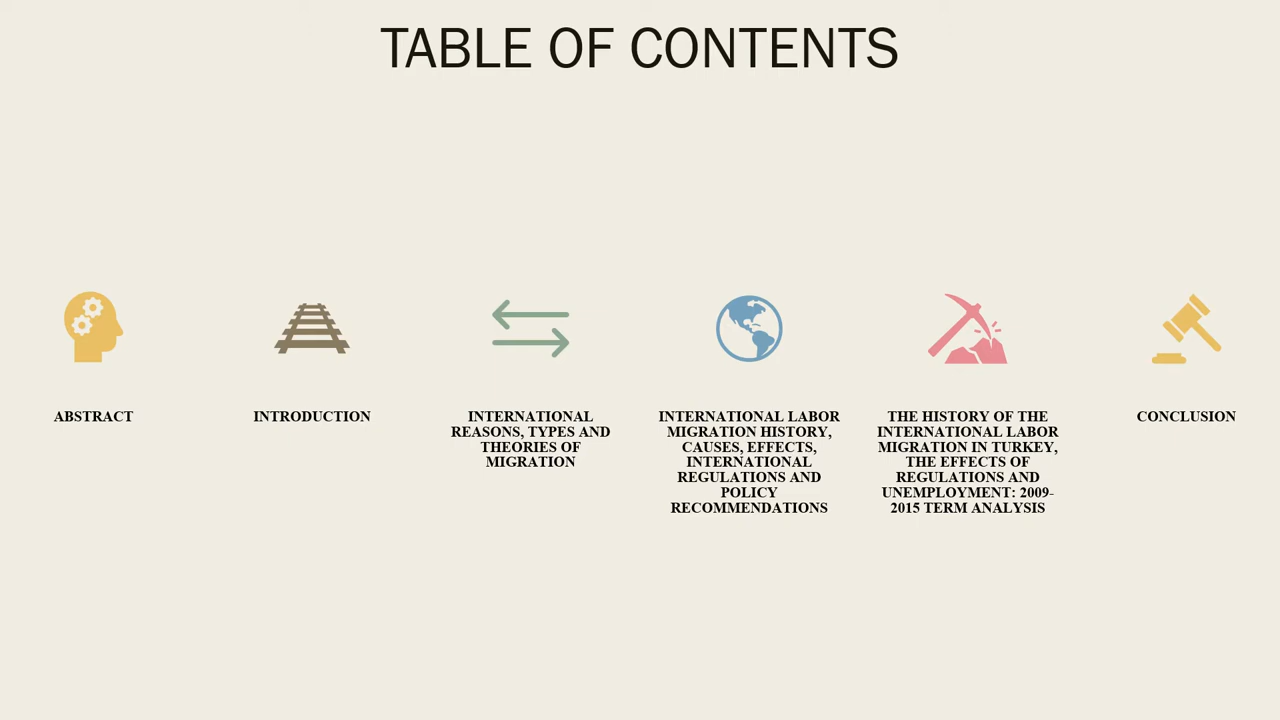 TABLE OF CONTENTS
ABSTRACT
INTRODUCTION
INTERNATIONAL
REASONS, TYPES AND
THEORIES OF
MIGRATION
INTERNATIONAL LABOR
MIGRATION HISTORY,
CAUSES, EFFECTS,
INTERNATIONAL
REGULATIONS AND
POLICY
RECOMMENDATIONS
THE HISTORY OF THE
INTERNATIONAL LABOR
MIGRATION IN TURKEY,
THE EFFECTS OF
REGULATIONS AND
UNEMPLOYMENT: 2009-
2015 TERM ANALYSIS
CONCLUSION